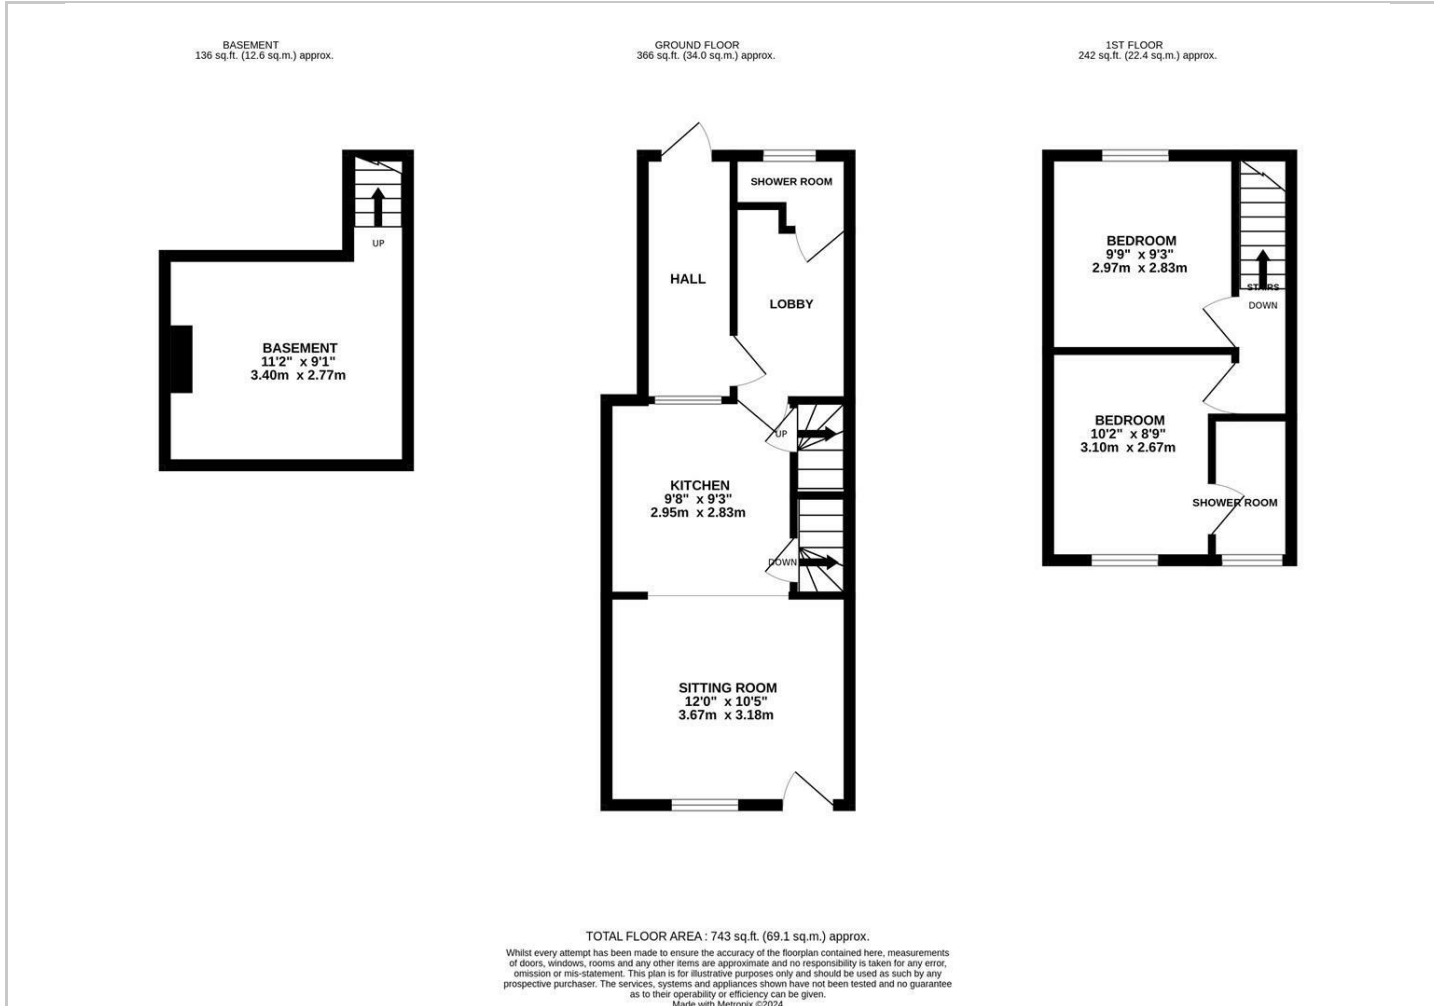 BASEMENT
136 sq.ft. (12.6 sq.m.) approx.
GROUND FLOOR
366 sq.ft. (34.0 sq.m.) approx.
1ST FLOOR
242 sq.ft. (22.4 sq.m.) approx.
UP
BASEMENT
11'2" x 9'1"
3.40m x 2.77m
SHOWER ROOM
HALL
LOBBY
UP
KITCHEN
9'8" x 9'3"
2.95m x 2.83m
DOWN
SITTING ROOM
12'0" x 10'5"
3.67m x 3.18m
BEDROOM
9'9" x 9'3"
2.97m x 2.83m
STAIRS
DOWN
BEDROOM
10'2" x 8'9"
3.10m x 2.67m
SHOWER ROOM
TOTAL FLOOR AREA : 743 sq.ft. (69.1 sq.m.) approx.
Whilst every attempt has been made to ensure the accuracy of the floorplan contained here, measurements
of doors, windows, rooms and any other items are approximate and no responsibility is taken for any error,
omission or mis-statement. This plan is for illustrative purposes only and should be used as such by any
prospective purchaser. The services, systems and appliances shown have not been tested and no guarantee
as to their operability or efficiency can be given.
Made with Metropix ©2024